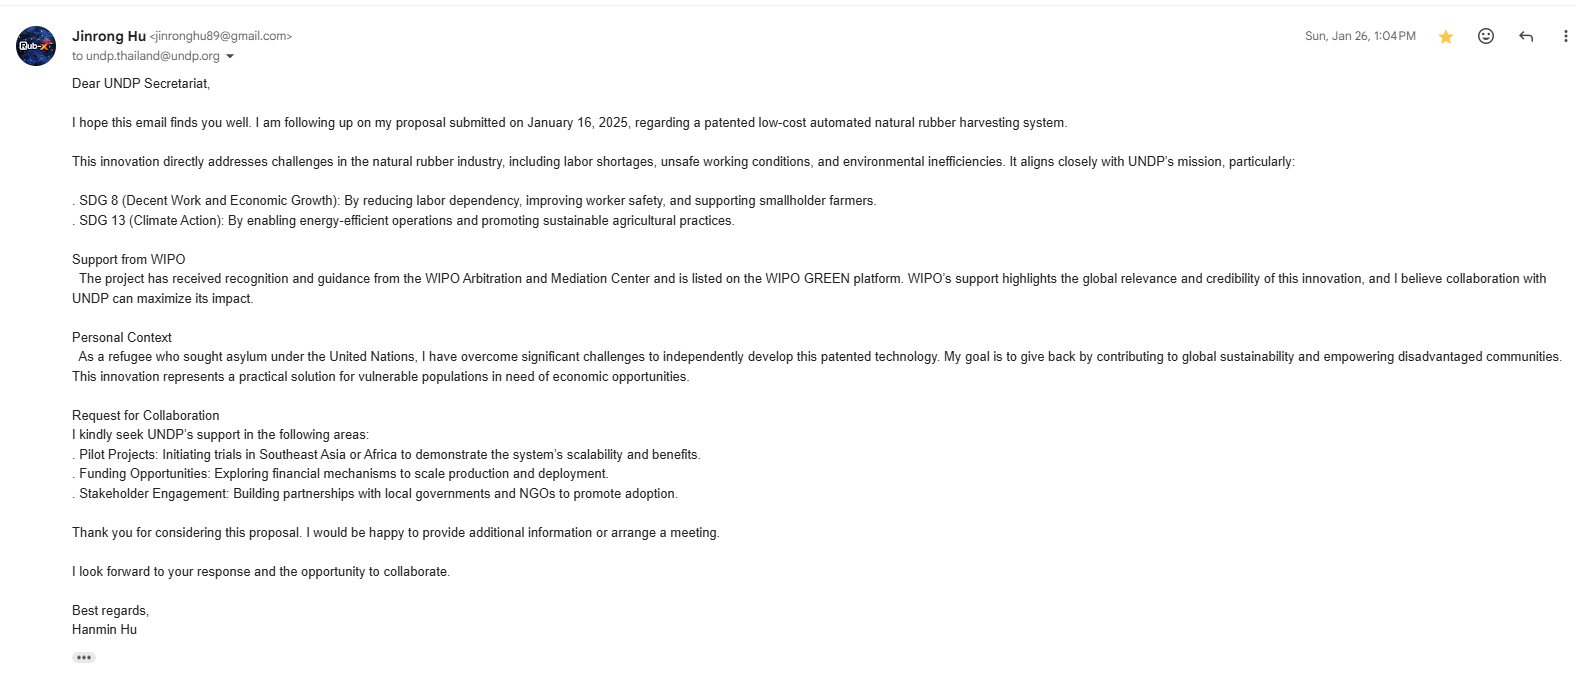 Rub-X
Jinrong Hu <jinronghu89@gmail.com>
Sun, Jan 26, 1:04 PM
to undp.thailand@undp.org
Dear UNDP Secretariat,
I hope this email finds you well. I am following up on my proposal submitted on January 16, 2025, regarding a patented low-cost automated natural rubber harvesting system.
This innovation directly addresses challenges in the natural rubber industry, including labor shortages, unsafe working conditions, and environmental inefficiencies. It aligns closely with UNDP's mission, particularly:
. SDG 8 (Decent Work and Economic Growth): By reducing labor dependency, improving worker safety, and supporting smallholder farmers.
. SDG 13 (Climate Action): By enabling energy-efficient operations and promoting sustainable agricultural practices.
Support from WIPO
The project has received recognition and guidance from the WIPO Arbitration and Mediation Center and is listed on the WIPO GREEN platform. WIPO's support highlights the global relevance and credibility of this innovation, and I believe collaboration with
UNDP can maximize its impact.
Personal Context
As a refugee who sought asylum under the United Nations, I have overcome significant challenges to independently develop this patented technology. My goal is to give back by contributing to global sustainability and empowering disadvantaged communities.
This innovation represents a practical solution for vulnerable populations in need of economic opportunities.
Request for Collaboration
I kindly seek UNDP's support in the following areas:
. Pilot Projects: Initiating trials in Southeast Asia or Africa to demonstrate the system's scalability and benefits.
. Funding Opportunities: Exploring financial mechanisms to scale production and deployment.
. Stakeholder Engagement: Building partnerships with local governments and NGOs to promote adoption.
Thank you for considering this proposal. I would be happy to provide additional information or arrange a meeting.
I look forward to your response and the opportunity to collaborate.
Best regards,
Hanmin Hu